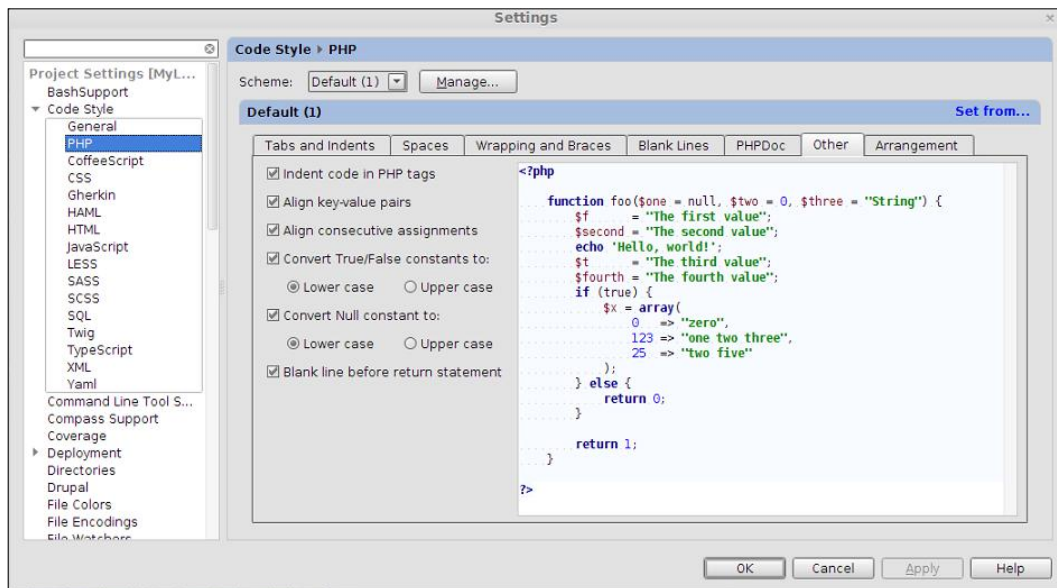 Settings
Code Style ▸ PHP
Project Settings [MyL...
BashSupport
Code Style
General
PHP
CoffeeScript
CSS
Gherkin
HAML
HTML
JavaScript
LESS
SASS
SCSS
SQL
Twig
TypeScript
XML
Yaml
Command Line Tool S...
Compass Support
Coverage
Deployment
Directories
Drupal
File Colors
File Encodings
File Watchers
Scheme: Default (1) Manage...
Default (1) Set from...
Tabs and Indents Spaces Wrapping and Braces Blank Lines PHPDoc Other Arrangement
Indent code in PHP tags
Align key-value pairs
Align consecutive assignments
Convert True/False constants to:
Lower case Upper case
Convert Null constant to:
Lower case Upper case
Blank line before return statement
<?php
function foo($one = null, $two = 0, $three = "String") {
$f = "The first value";
$second = "The second value";
echo 'Hello, world!';
$t = "The third value";
$fourth = "The fourth value";
if (true) {
$x = array(
0 => "zero",
123 => "one two three",
25 => "two five"
);
} else {
return 0;
}
return 1;
}
?>
OK Cancel Apply Help